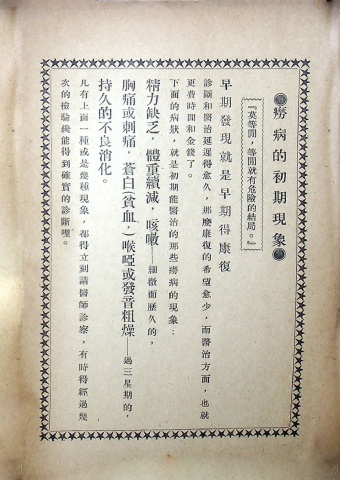 癆病的初期現象
『莫等閒，等閒就有危險的結局。』
早期發現就是早期得康復
診斷和醫治延遲得愈久，那麼康復的希望愈少，而醫治方面，也就
更費時間和金錢了。
下面的病狀，就是初期能醫治的那些癆病的現象：
精力缺乏，體重續減，咳嗽——細微而歷久的，
胸痛或刺痛，蒼白（貧血，）喉啞或發音粗燥——過三星期的，
持久的不良消化。
凡有上面一種或是幾種現象，都得立刻請醫師診察，有時得經過幾
次的檢驗纔能得到確實的診斷哩。